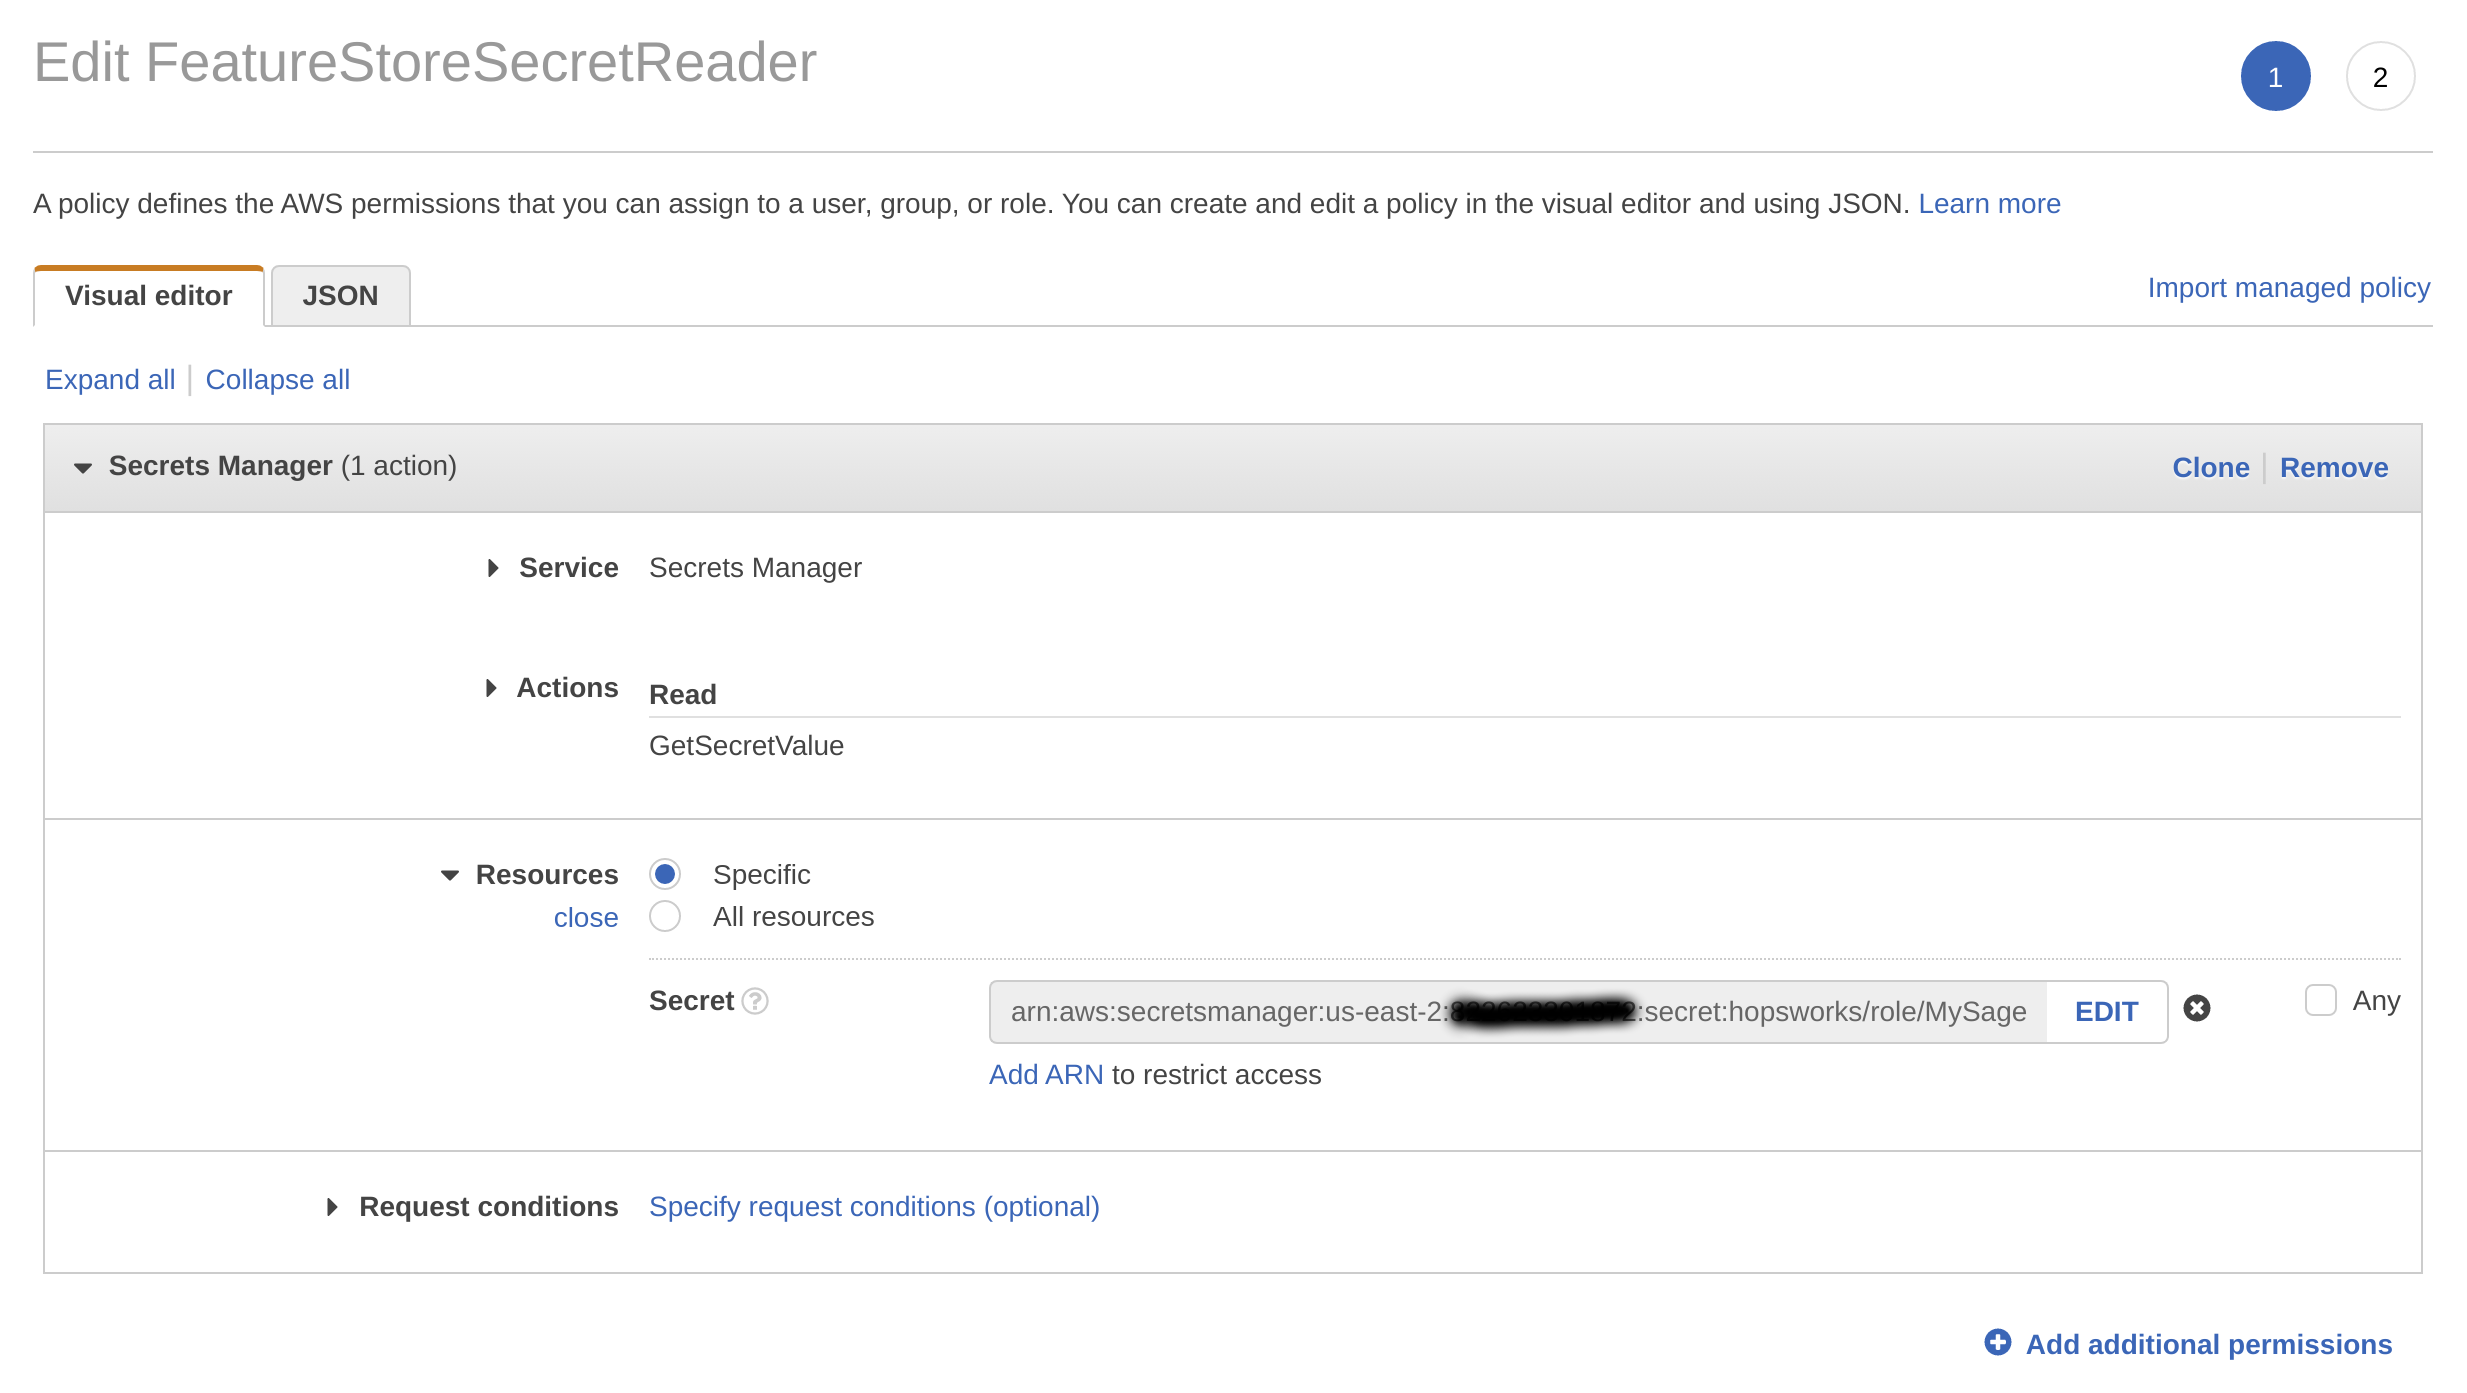 Edit FeatureStoreSecretReader
1
2
A policy defines the AWS permissions that you can assign to a user, group, or role. You can create and edit a policy in the visual editor and using JSON. Learn more
Visual editor
JSON
Import managed policy
Expand all
Collapse all
Secrets Manager (1 action)
Clone
Remove
Service
Secrets Manager
Actions
Read
GetSecretValue
Resources
close
Specific
All resources
Secret ?
arn:aws:secretsmanager:us-east-2: :secret:hopsworks/role/MySage
EDIT
Any
Add ARN to restrict access
Request conditions
Specify request conditions (optional)
Add additional permissions